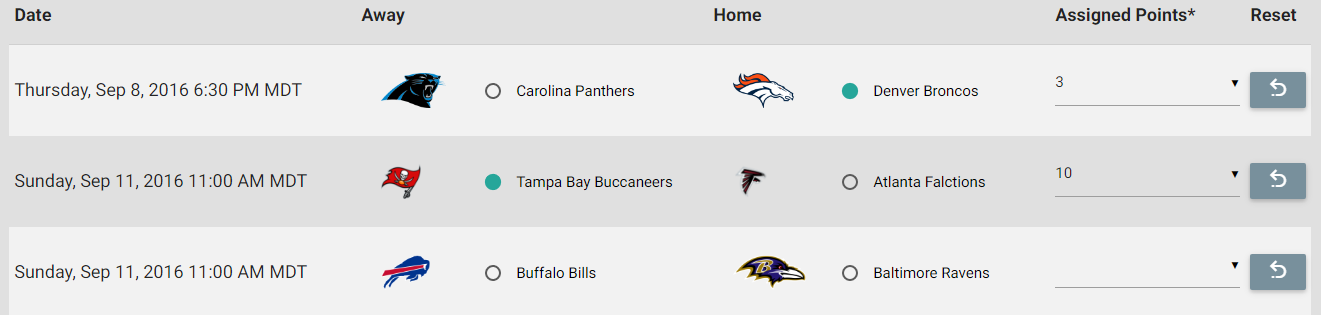 Date Away Home Assigned Points* Reset
Thursday, Sep 8, 2016 6:30 PM MDT Carolina Panthers Denver Broncos 3
Sunday, Sep 11, 2016 11:00 AM MDT Tampa Bay Buccaneers Atlanta Falctions 10
Sunday, Sep 11, 2016 11:00 AM MDT Buffalo Bills Baltimore Ravens